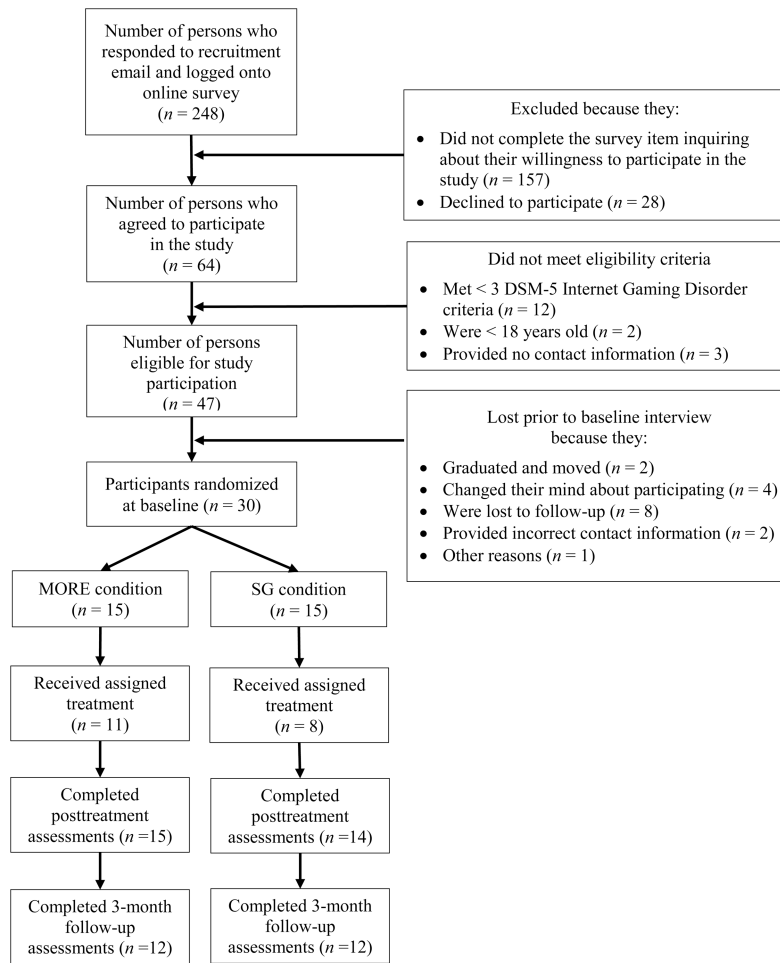 Number of persons who
responded to recruitment
email and logged onto
online survey
(n = 248)
Excluded because they:
• Did not complete the survey item inquiring
about their willingness to participate in the
study (n = 157)
• Declined to participate (n = 28)
Number of persons who
agreed to participate
in the study
(n = 64)
Did not meet eligibility criteria
• Met < 3 DSM-5 Internet Gaming Disorder
criteria (n = 12)
• Were < 18 years old (n = 2)
• Provided no contact information (n = 3)
Number of persons
eligible for study
participation
(n = 47)
Lost prior to baseline interview
because they:
• Graduated and moved (n = 2)
• Changed their mind about participating (n = 4)
• Were lost to follow-up (n = 8)
• Provided incorrect contact information (n = 2)
• Other reasons (n = 1)
Participants randomized
at baseline (n = 30)
MORE condition
(n = 15)
SG condition
(n = 15)
Received assigned
treatment
(n = 11)
Received assigned
treatment
(n = 8)
Completed
posttreatment
assessments (n =15)
Completed
posttreatment
assessments (n =14)
Completed 3-month
follow-up
assessments (n =12)
Completed 3-month
follow-up
assessments (n =12)